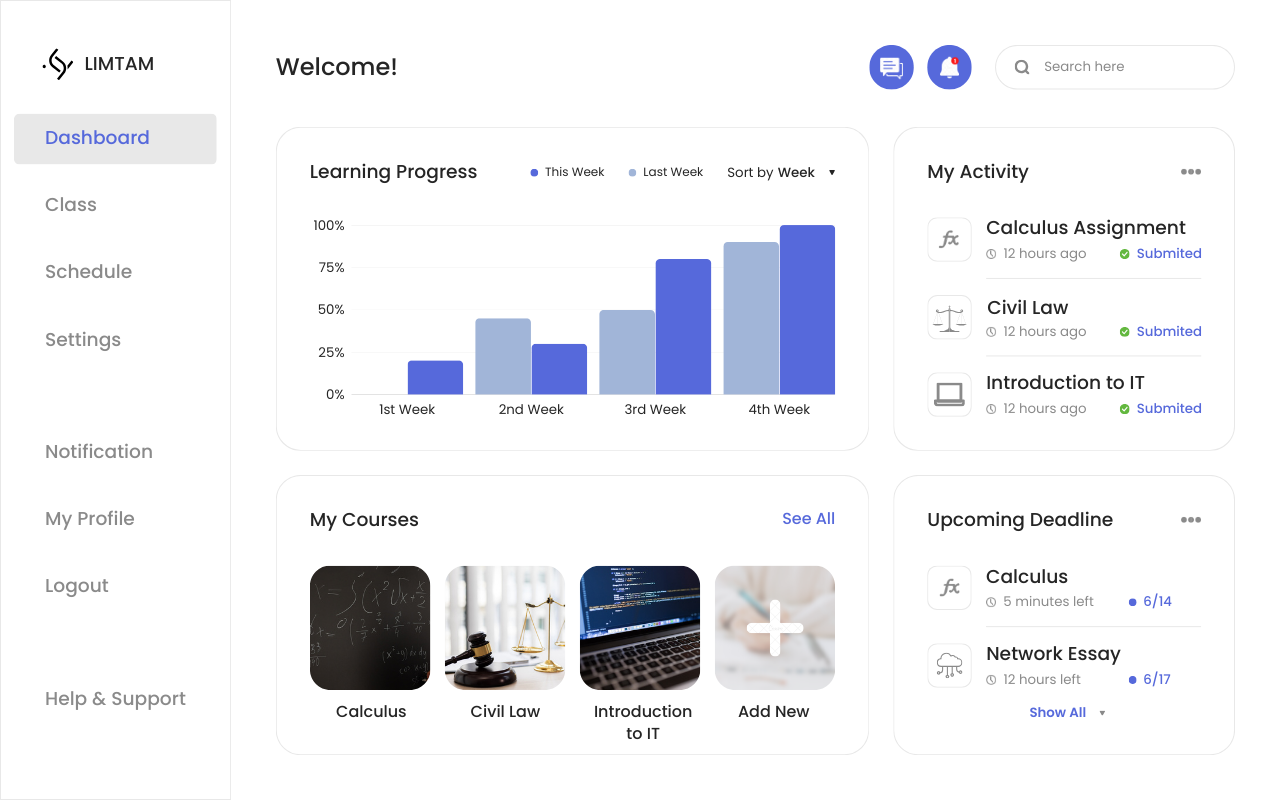 LIMTAM
Dashboard
Class
Schedule
Settings
Notification
My Profile
Logout
Help & Support
Welcome!
Search here
Learning Progress
This Week
Last Week
Sort by Week
100%
75%
50%
25%
0%
1st Week
2nd Week
3rd Week
4th Week
My Activity
Calculus Assignment
12 hours ago
Submited
Civil Law
12 hours ago
Submited
Introduction to IT
12 hours ago
Submited
My Courses
See All
Calculus
Civil Law
Introduction
to IT
Add New
Upcoming Deadline
fx
Calculus
5 minutes left
6/14
Network Essay
12 hours left
6/17
Show All